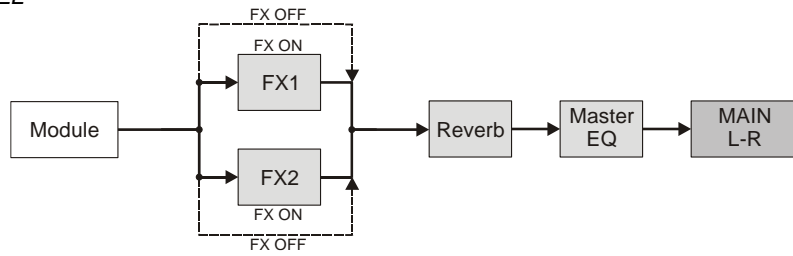 FX OFF
FX ON
FX1
Module
Reverb
Master
EQ
MAIN
L-R
FX2
FX ON
FX OFF